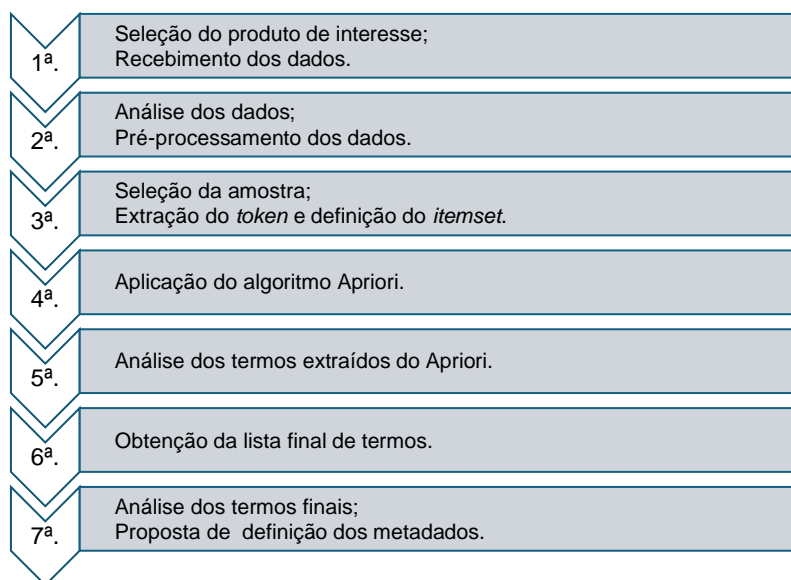 1ª.
Seleção do produto de interesse;
Recebimento dos dados.
2ª.
Análise dos dados;
Pré-processamento dos dados.
3ª.
Seleção da amostra;
Extração do token e definição do itemset.
4ª.
Aplicação do algoritmo Apriori.
5ª.
Análise dos termos extraídos do Apriori.
6ª.
Obtenção da lista final de termos.
7ª.
Análise dos termos finais;
Proposta de definição dos metadados.